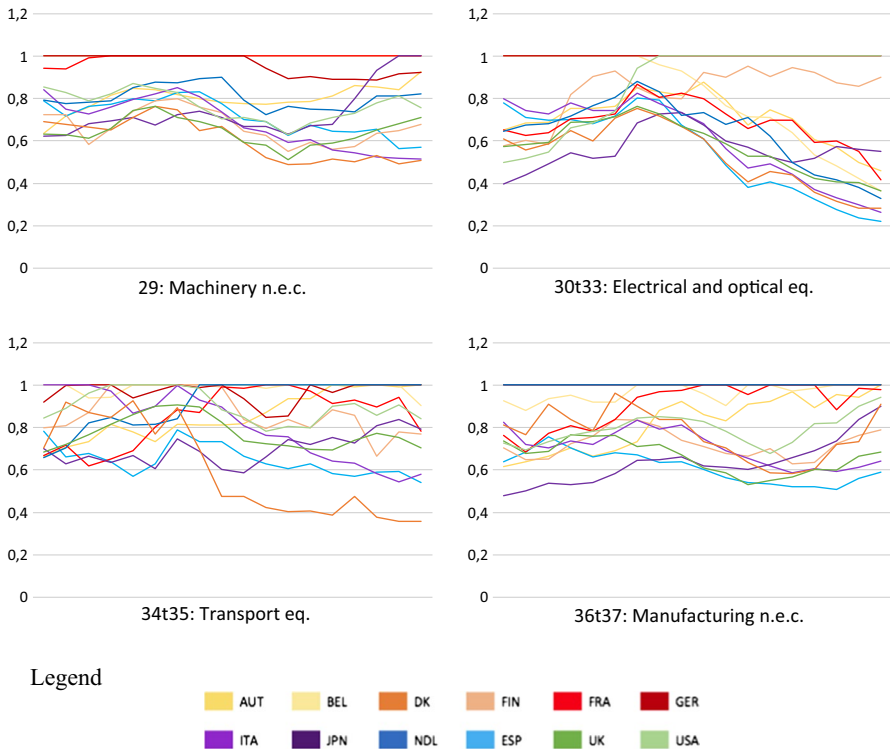 1,2 1,2
1 1
0,8 0,8
0,6 0,6
0,4 0,4
0,2 0,2
0 0
29: Machinery n.e.c. 30t33: Electrical and optical eq.
1,2 1,2
1 1
0,8 0,8
0,6 0,6
0,4 0,4
0,2 0,2
0 0
34t35: Transport eq. 36t37: Manufacturing n.e.c.
Legend
AUT BEL DK FIN FRA GER
ITA JPN NDL ESP UK USA